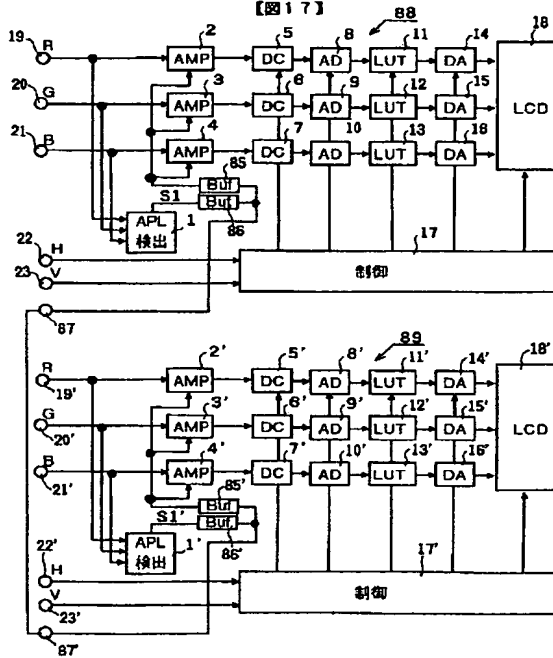 【図17】
88
19 R 2 5 8 11 14 18
AMP DC AD LUT DA
20 G 3 6 9 12 15
AMP DC AD LUT DA LCD
21 B 4 7 10 13 16
AMP DC AD LUT DA
85
Buf
S1 Buf
86
APL 検出 1
22 H 17
23 V 制御
87
89
R 2' 5' 8' 11' 14' 18'
19' AMP DC AD LUT DA
G 3' 6' 9' 12' 15'
20' AMP DC AD LUT DA LCD
B 4' 7' 10' 13' 16'
21' AMP DC AD LUT DA
85'
Buf
S1' Buf
86'
APL 検出 1'
22' H 17'
V 制御
23'
87'